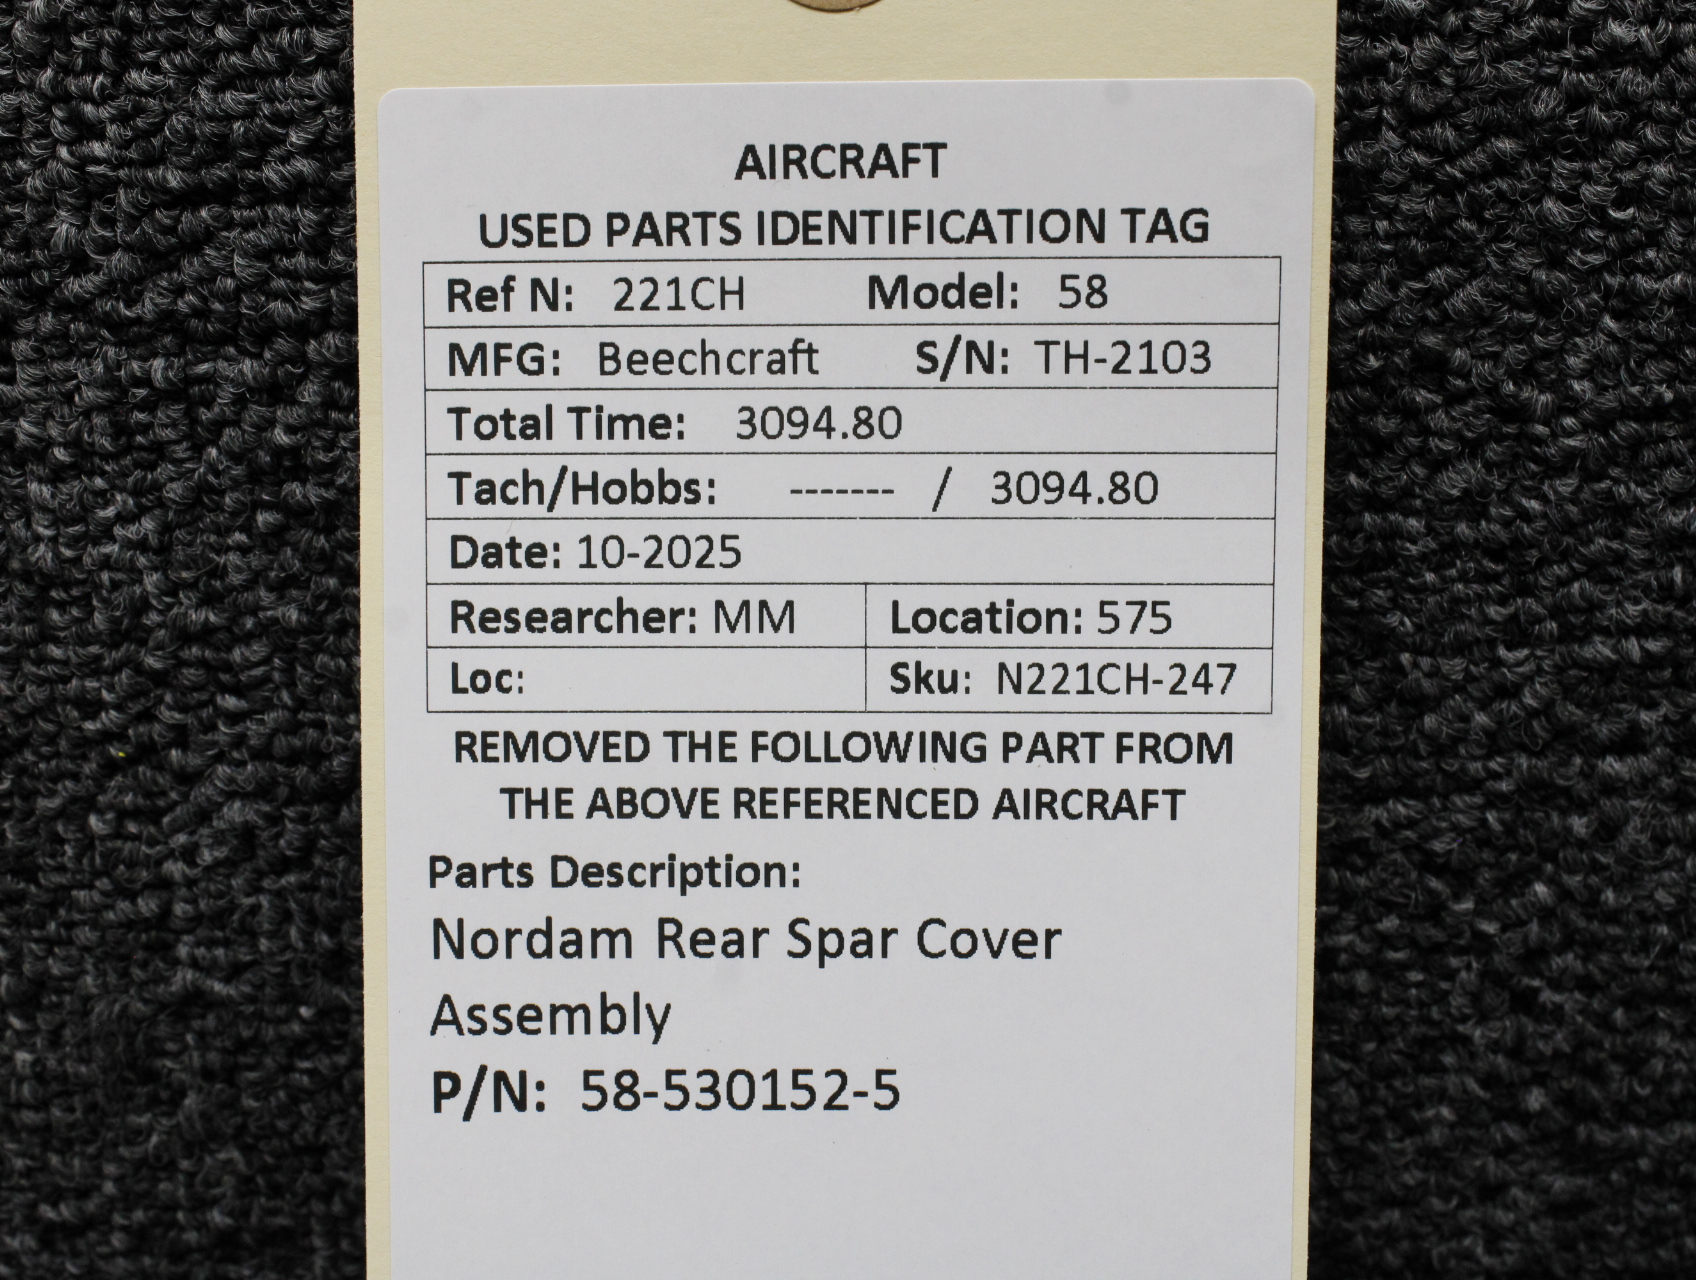 AIRCRAFT
USED PARTS IDENTIFICATION TAG
Ref N: 221CH Model: 58
MFG: Beechcraft S/N: TH-2103
Total Time: 3094.80
Tach/Hobbs: ------- / 3094.80
Date: 10-2025
Researcher: MM Location: 575
Loc: Sku: N221CH-247
REMOVED THE FOLLOWING PART FROM
THE ABOVE REFERENCED AIRCRAFT
Parts Description:
Nordam Rear Spar Cover
Assembly
P/N: 58-530152-5